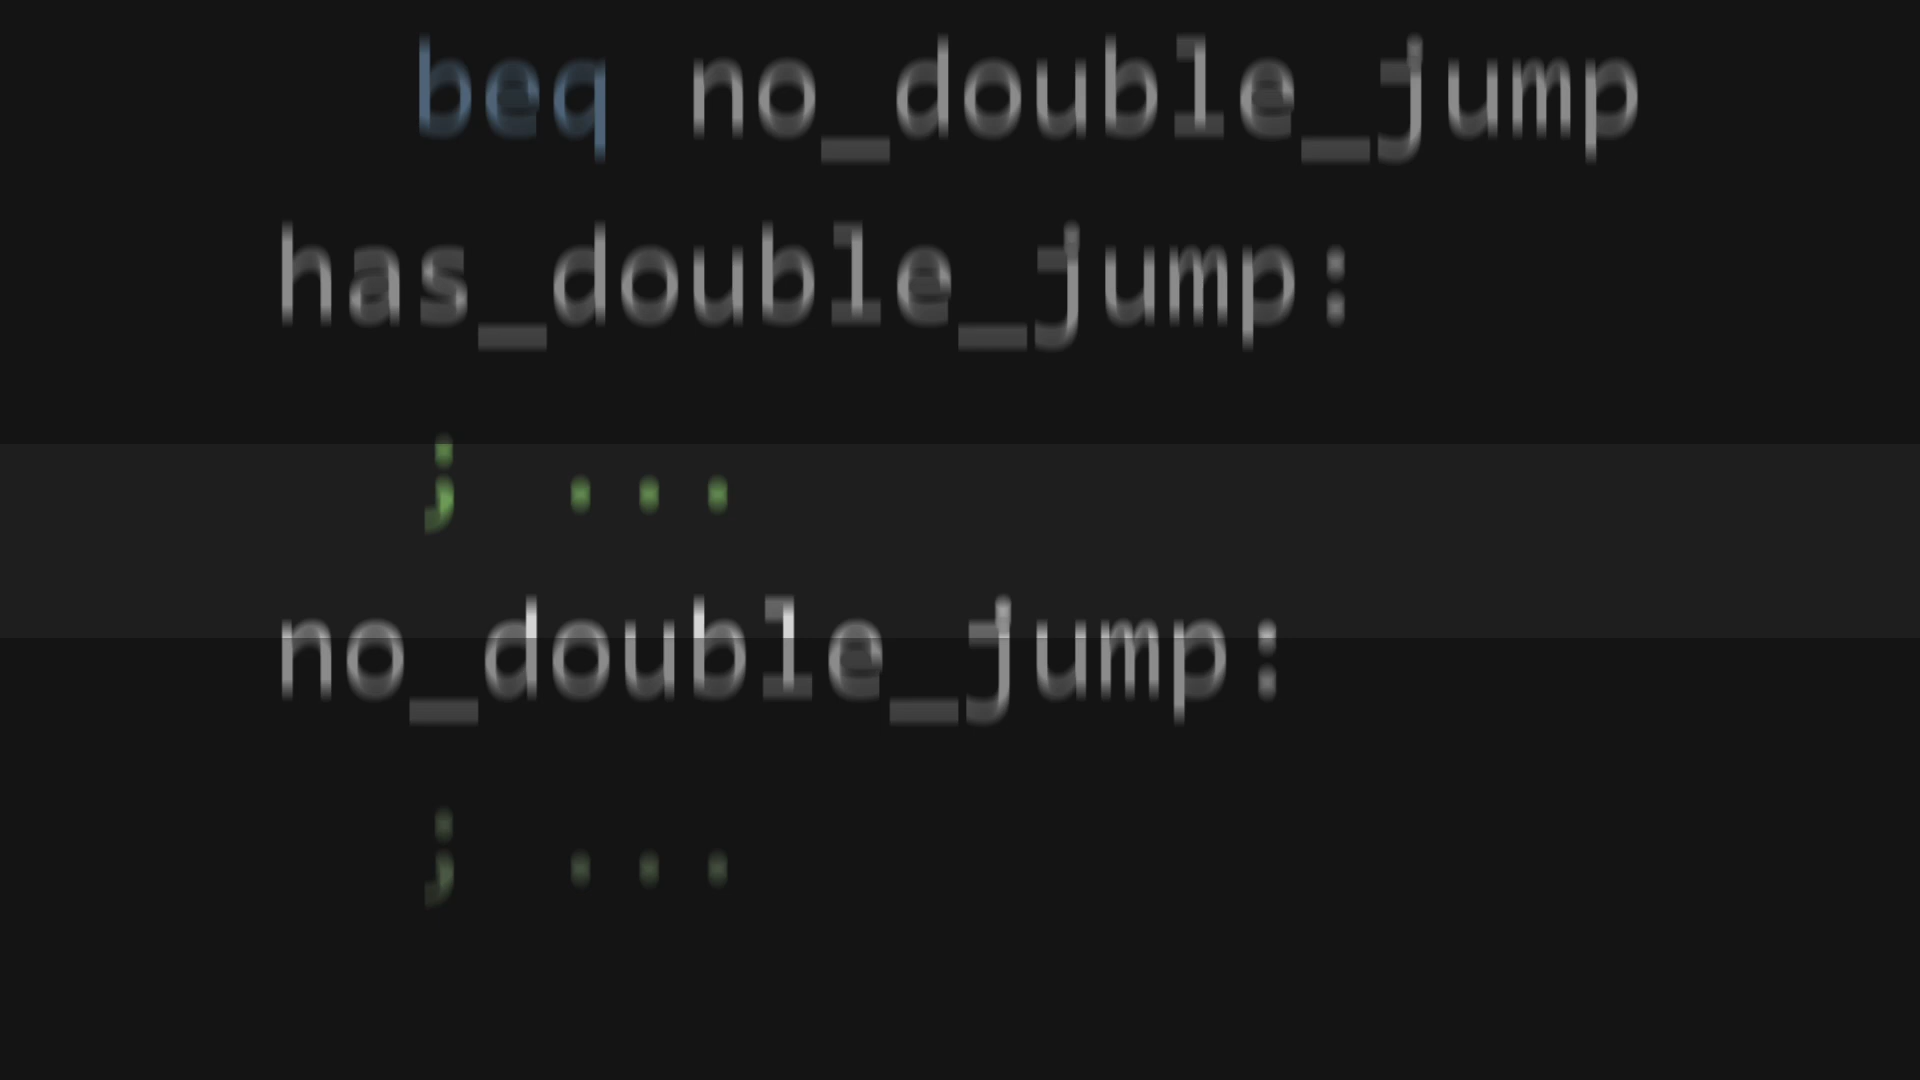 beq no_double_jump
has_double_jump:
; ...
no_double_jump:
; ...